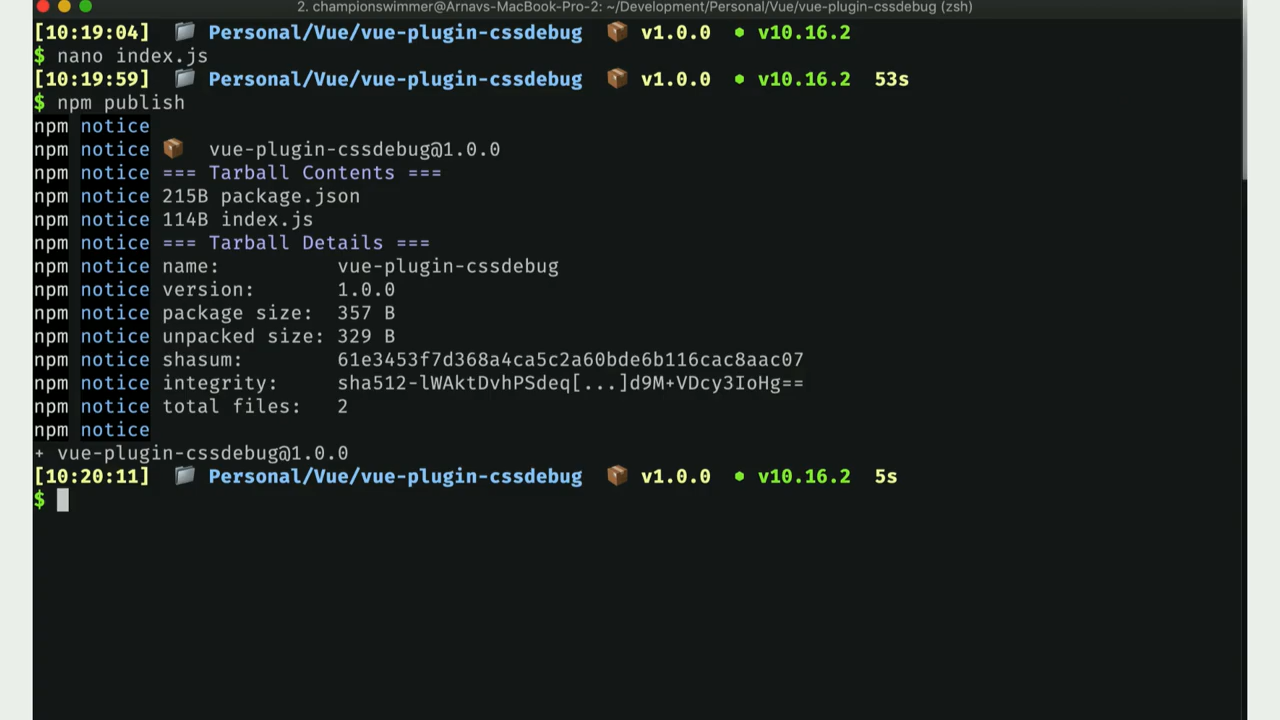 2. championswimmer@Arnavs-MacBook-Pro-2: ~/Development/Personal/Vue/vue-plugin-cssdebug (zsh)
[10:19:04] Personal/Vue/vue-plugin-cssdebug v1.0.0 v10.16.2
$ nano index.js
[10:19:59] Personal/Vue/vue-plugin-cssdebug v1.0.0 v10.16.2 53s
$ npm publish
npm notice
npm notice vue-plugin-cssdebug@1.0.0
npm notice === Tarball Contents ===
npm notice 215B package.json
npm notice 114B index.js
npm notice === Tarball Details ===
npm notice name: vue-plugin-cssdebug
npm notice version: 1.0.0
npm notice package size: 357 B
npm notice unpacked size: 329 B
npm notice shasum: 61e3453f7d368a4ca5c2a60bde6b116cac8aac07
npm notice integrity: sha512-lWAktDvhPSdeq[...]d9M+VDcy3IoHg==
npm notice total files: 2
npm notice
+ vue-plugin-cssdebug@1.0.0
[10:20:11] Personal/Vue/vue-plugin-cssdebug v1.0.0 v10.16.2 5s
$